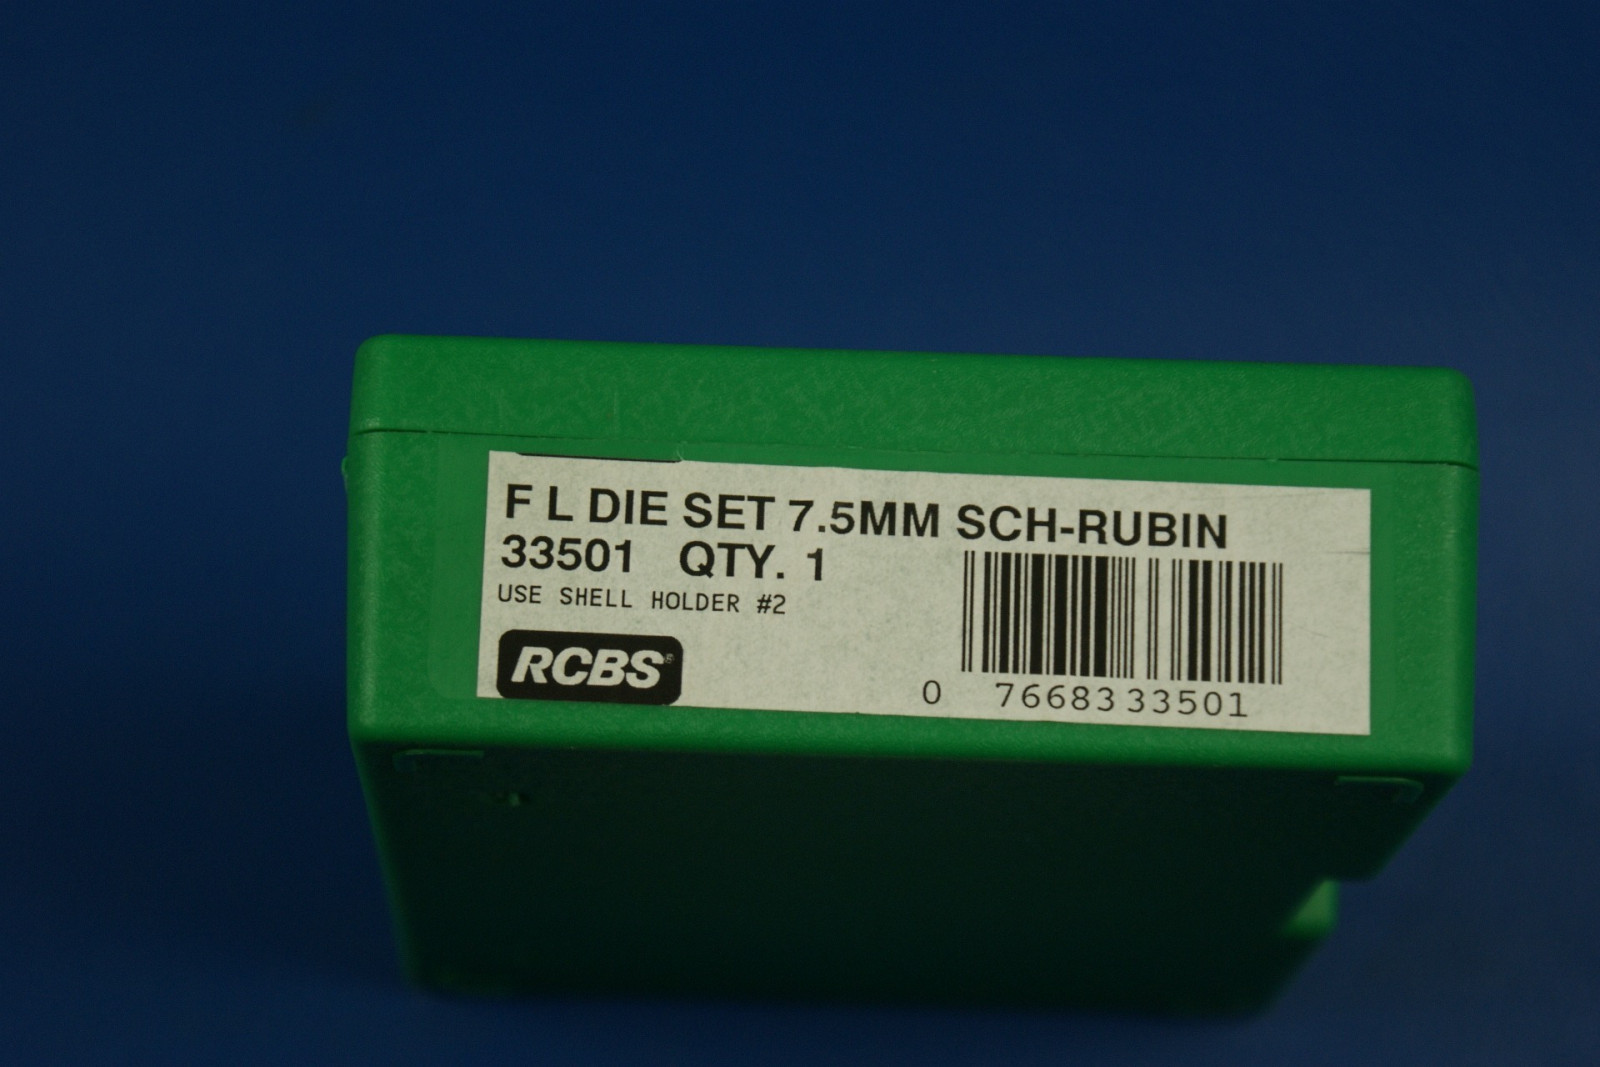 F L DIE SET 7.5MM SCH-RUBIN
33501 QTY. 1
USE SHELL HOLDER #2
RCBS®
0 76683 33501